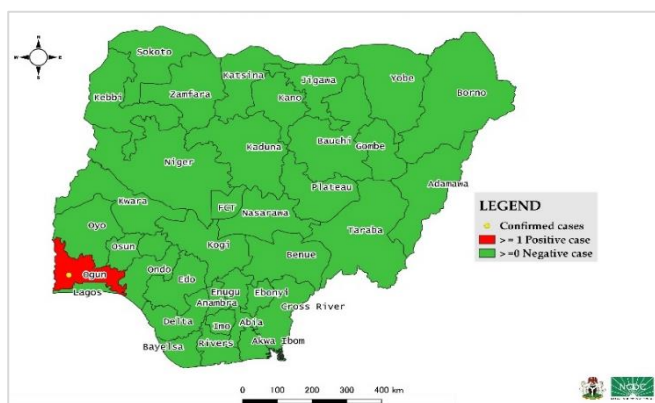 Sokoto
Katsina
Jigawa
Yobe
Borno
Kebbi
Zamfara
Kano
Kaduna
Bauchi
Gombe
Niger
Plateau
Adamawa
Kwara
FCT
Nasarawa
Taraba
Oyo
Osun
Kogi
Benue
Ogun
Lagos
Ondo
Edo
Enugu
Anambra
Ebonyi
Cross River
Delta
Imo
Abia
Bayelsa
Rivers
Akwa Ibom
LEGEND
Confirmed cases
>= 1 Positive case
>=0 Negative case
0 100 200 300 400 km
NCDC